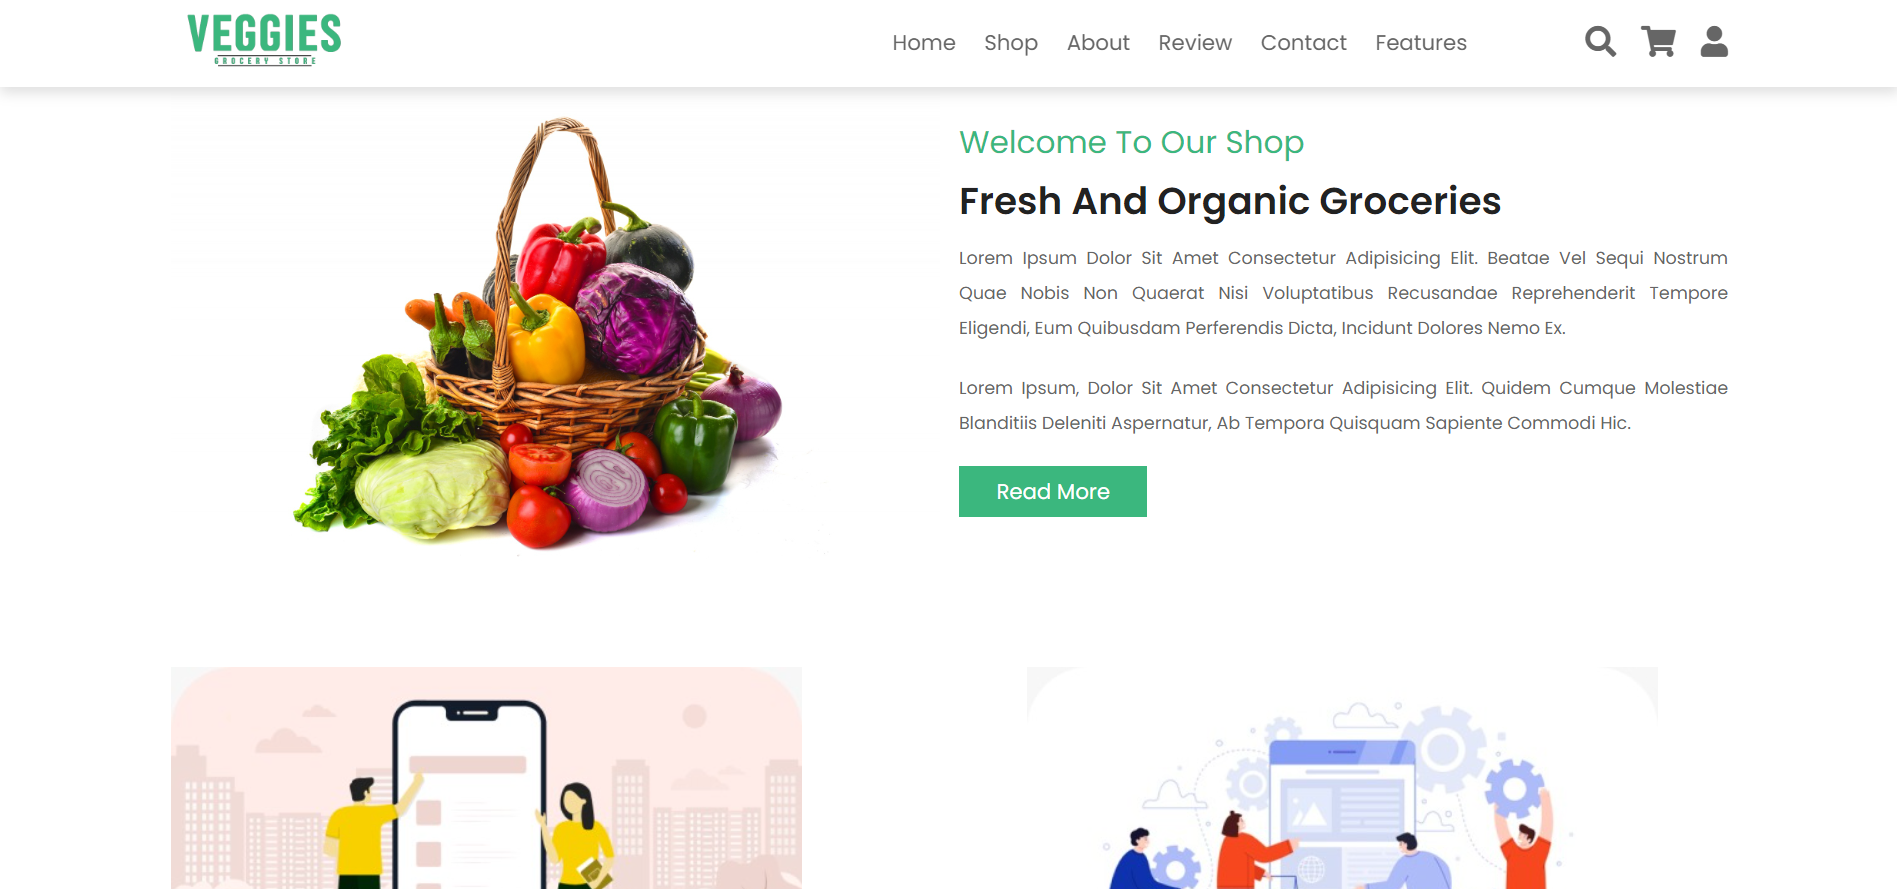 VEGGIES
GROCERY STORE
Home Shop About Review Contact Features
Welcome To Our Shop
Fresh And Organic Groceries
Lorem Ipsum Dolor Sit Amet Consectetur Adipisicing Elit. Beatae Vel Sequi Nostrum
Quae Nobis Non Quaerat Nisi Voluptatibus Recusandae Reprehenderit Tempore
Eligendi, Eum Quibusdam Perferendis Dicta, Incidunt Dolores Nemo Ex.
Lorem Ipsum, Dolor Sit Amet Consectetur Adipisicing Elit. Quidem Cumque Molestiae
Blanditiis Deleniti Aspernatur, Ab Tempora Quisquam Sapiente Commodi Hic.
Read More